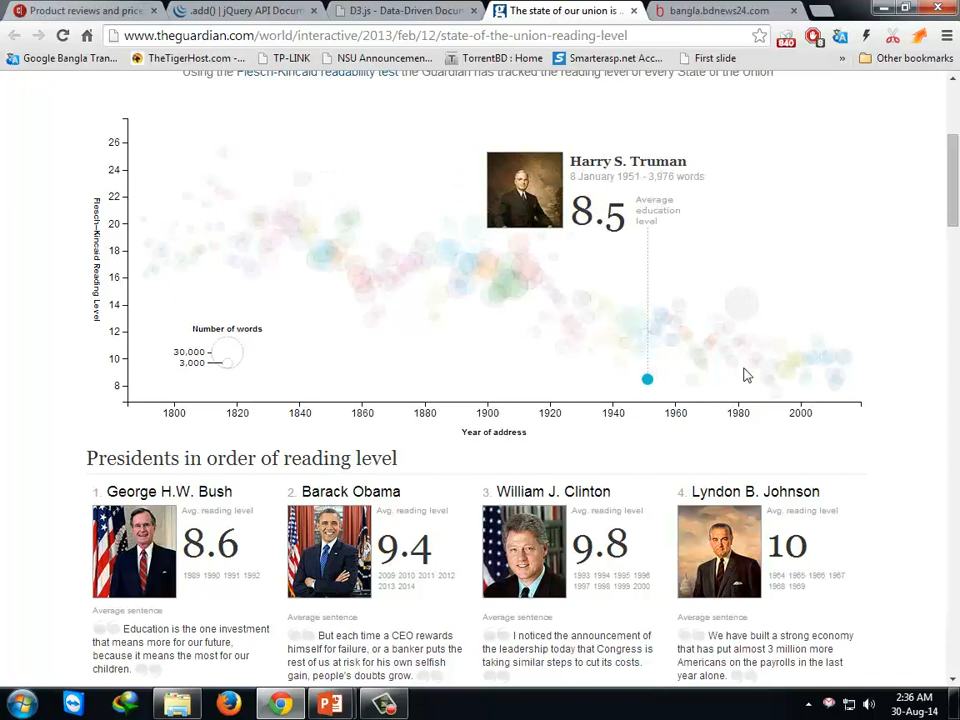 Product reviews and price
.add() | jQuery API Docum
D3.js - Data-Driven Docum
The state of our union is ..
bangla.bdnews24.com
www.theguardian.com/world/interactive/2013/feb/12/state-of-the-union-reading-level
840
8
Google Bangla Tran...
TheTigerHost.com -...
TP-LINK
NSU Announcemen...
TorrentBD : Home
Smarterasp.net Acc...
First slide
»
Other bookmarks
Using the Flesch-Kincaid readability test the Guardian has tracked the reading level of every State of the Union
Flesch–Kincaid Reading Level
26
24
22
20
18
16
14
12
10
8
Harry S. Truman
8 January 1951 - 3,976 words
8.5
Average
education
level
Number of words
30,000
3,000
1800 1820 1840 1860 1880 1900 1920 1940 1960 1980 2000
Year of address
Presidents in order of reading level
1. George H.W. Bush
Avg. reading level
8.6
1989 1990 1991 1992
Average sentence
Education is the one investment
that means more for our future,
because it means the most for our
children.
2. Barack Obama
Avg. reading level
9.4
2009 2010 2011 2012
2013 2014
Average sentence
But each time a CEO rewards
himself for failure, or a banker puts the
rest of us at risk for his own selfish
gain, people's doubts grow.
3. William J. Clinton
Avg. reading level
9.8
1993 1994 1995 1996
1997 1998 1999 2000
Average sentence
I noticed the announcement of
the leadership today that Congress is
taking similar steps to cut its costs.
4. Lyndon B. Johnson
Avg. reading level
10
1964 1965 1966 1967
1968 1969
Average sentence
We have built a strong economy
that has put almost 3 million more
Americans on the payrolls in the last
year alone.
2:36 AM
30-Aug-14